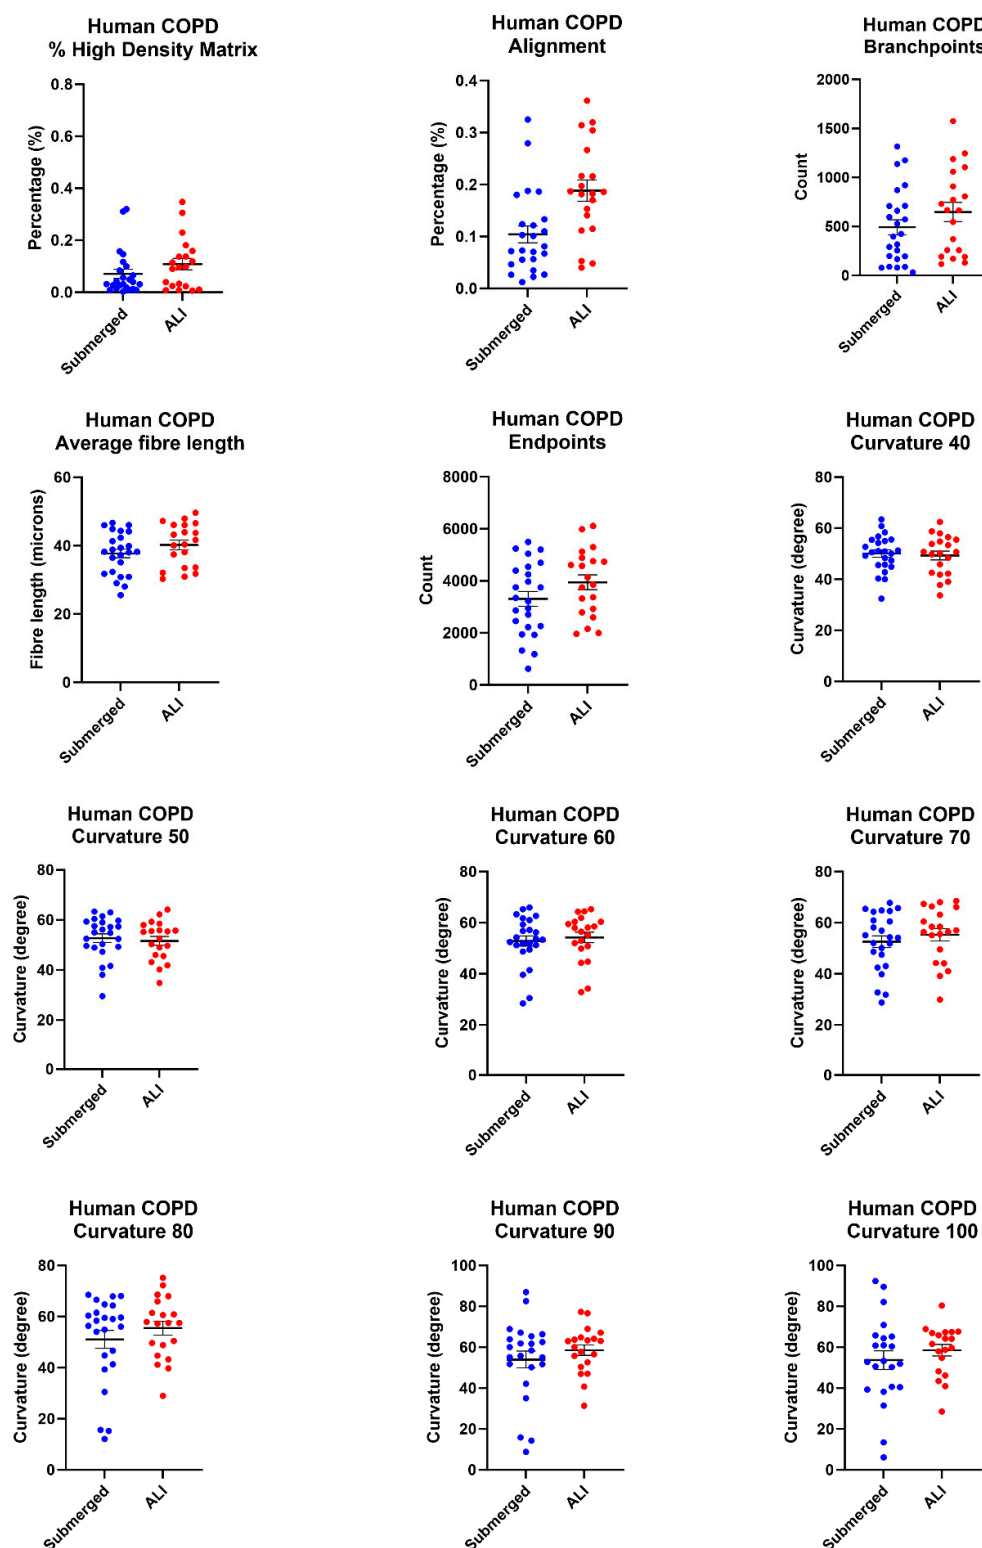 Human COPD
% High Density Matrix
Percentage (%)
0.8
0.6
0.4
0.2
0.0
Submerged
ALI
Human COPD
Alignment
Percentage (%)
0.4
0.3
0.2
0.1
0.0
Submerged
ALI
Human COPD
Branchpoints
Count
2000
1500
1000
500
0
Submerged
ALI
Human COPD
Average fibre length
Fibre length (microns)
60
40
20
0
Submerged
ALI
Human COPD
Endpoints
Count
8000
6000
4000
2000
0
Submerged
ALI
Human COPD
Curvature 40
Curvature (degree)
80
60
40
20
0
Submerged
ALI
Human COPD
Curvature 50
Curvature (degree)
80
60
40
20
0
Submerged
ALI
Human COPD
Curvature 60
Curvature (degree)
80
60
40
20
0
Submerged
ALI
Human COPD
Curvature 70
Curvature (degree)
80
60
40
20
0
Submerged
ALI
Human COPD
Curvature 80
Curvature (degree)
80
60
40
20
0
Submerged
ALI
Human COPD
Curvature 90
Curvature (degree)
100
80
60
40
20
0
Submerged
ALI
Human COPD
Curvature 100
Curvature (degree)
100
80
60
40
20
0
Submerged
ALI